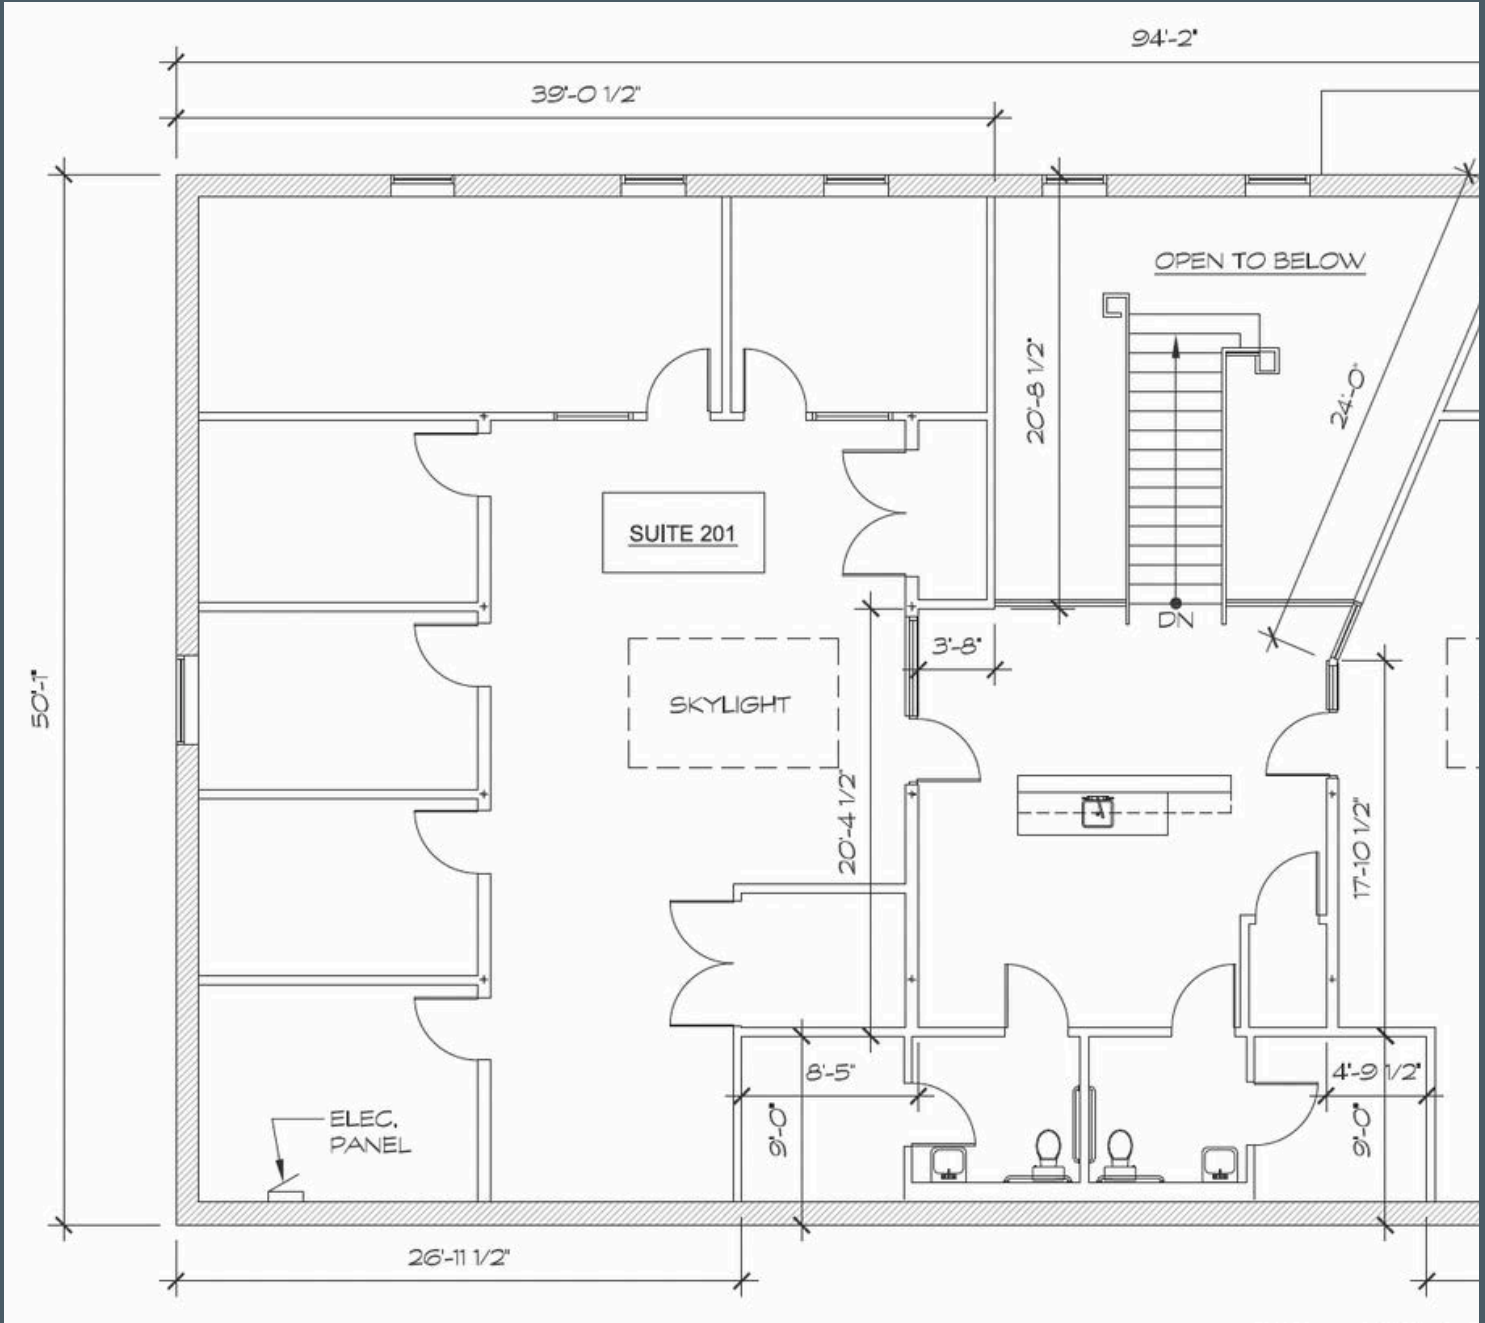 94'-2"
39'-0 1/2"
OPEN TO BELOW
20'-8 1/2"
24'-0"
SUITE 201
DN
3'-8"
50'-1"
SKYLIGHT
20'-4 1/2"
17'-10 1/2"
8'-5"
4'-9 1/2"
ELEC.
PANEL
9'-0"
9'-0"
26'-11 1/2"